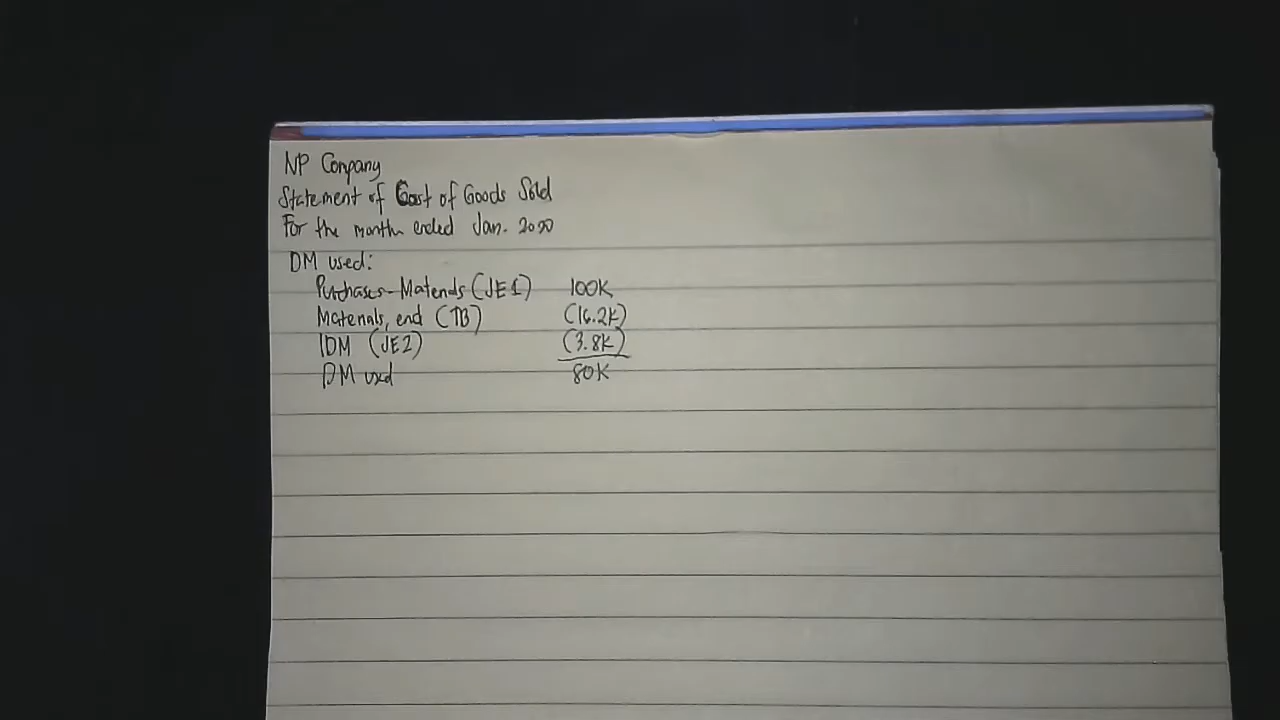 NP Company
Statement of Cost of Goods Sold
For the month ended Jan. 2020
DM used:
Purchases-Materials (JE1) 100K
Materials, end (TB) (16.2K)
IDM (JE2) (3.8K)
DM used 80K